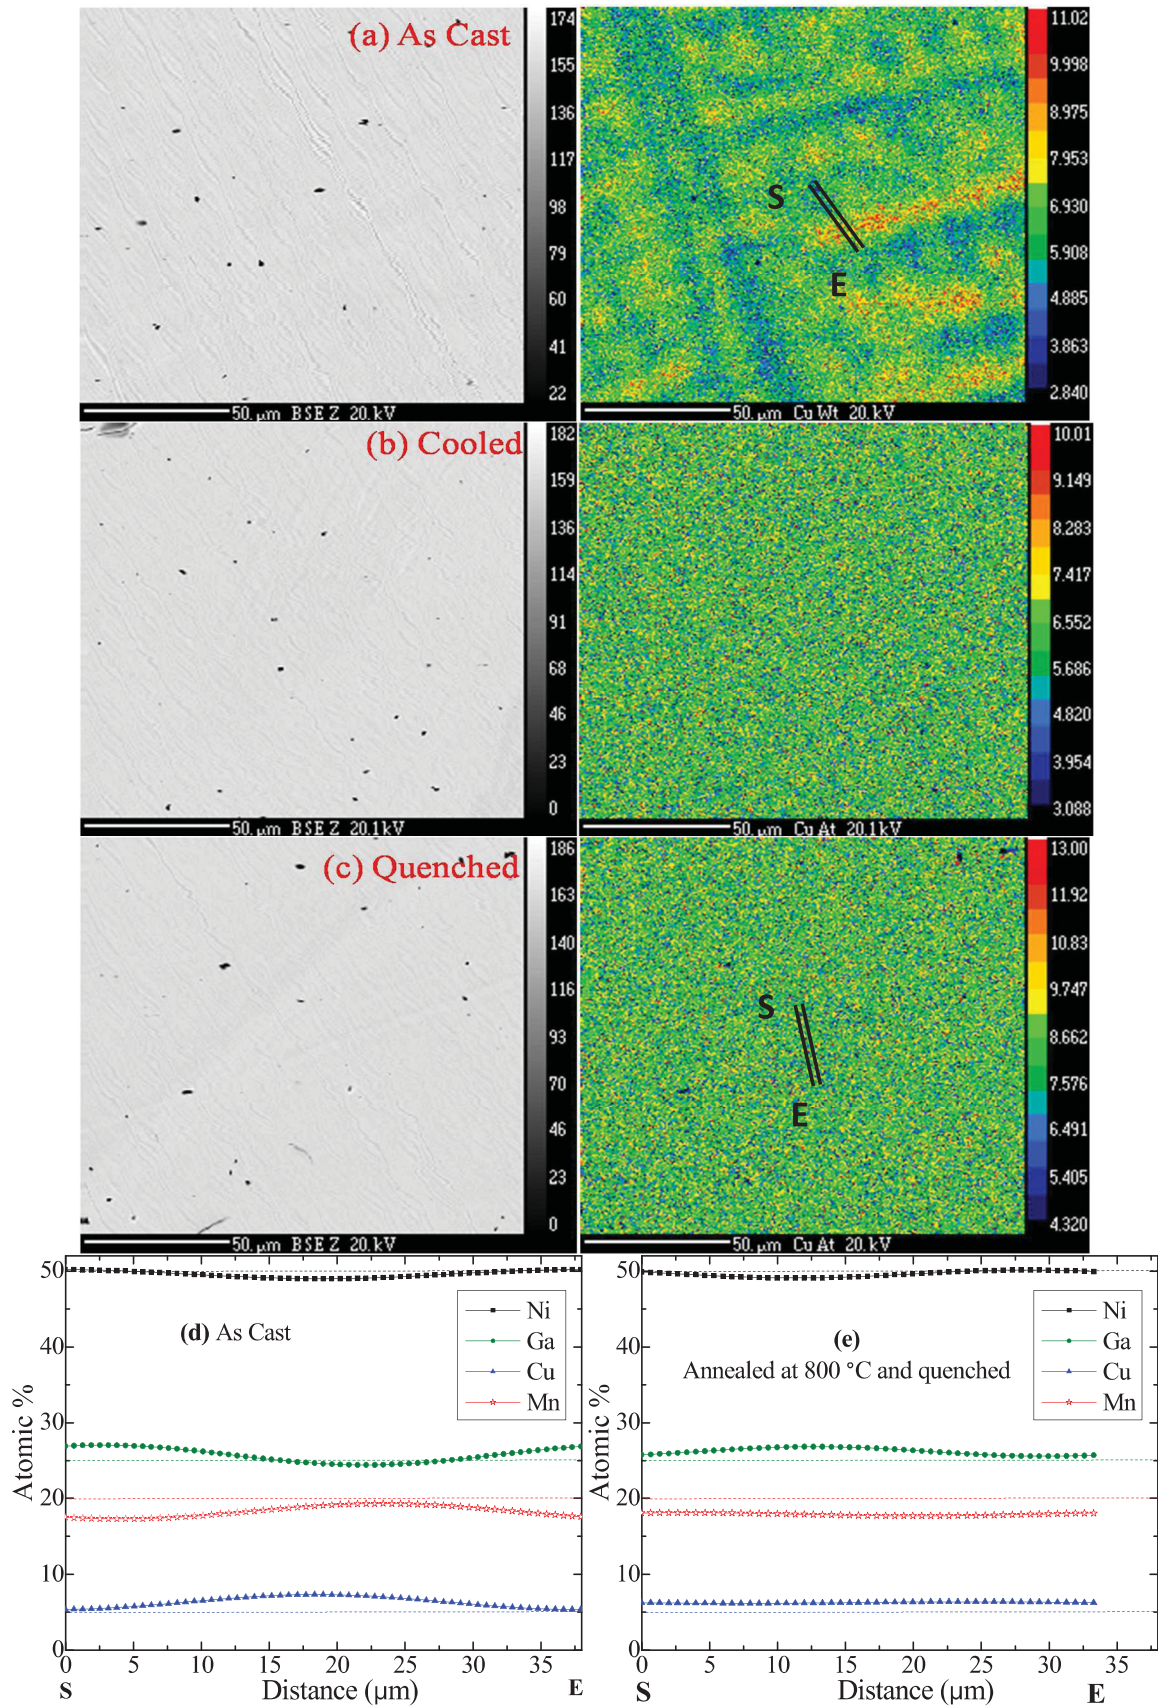 (a) As Cast
174
155
136
117
98
79
60
41
22
50. µm BSE Z 20.kV
S
E
11.02
9.998
8.975
7.953
6.930
5.908
4.885
3.863
2.840
50. µm Cu Wt 20.kV
(b) Cooled
182
159
136
114
91
68
46
23
0
50. µm BSE Z 20.1kV
10.01
9.149
8.283
7.417
6.552
5.686
4.820
3.954
3.088
50. µm Cu At 20.1kV
(c) Quenched
186
163
140
116
93
70
46
23
0
50. µm BSE Z 20.kV
S
E
13.00
11.92
10.83
9.747
8.662
7.576
6.491
5.405
4.320
50. µm Cu At 20.kV
50
40
30
20
10
0
Atomic %
(d) As Cast
Ni
Ga
Cu
Mn
0 5 10 15 20 25 30 35
S Distance (µm) E
50
40
30
20
10
0
Atomic %
(e)
Annealed at 800 °C and quenched
Ni
Ga
Cu
Mn
0 5 10 15 20 25 30 35
S Distance (µm) E